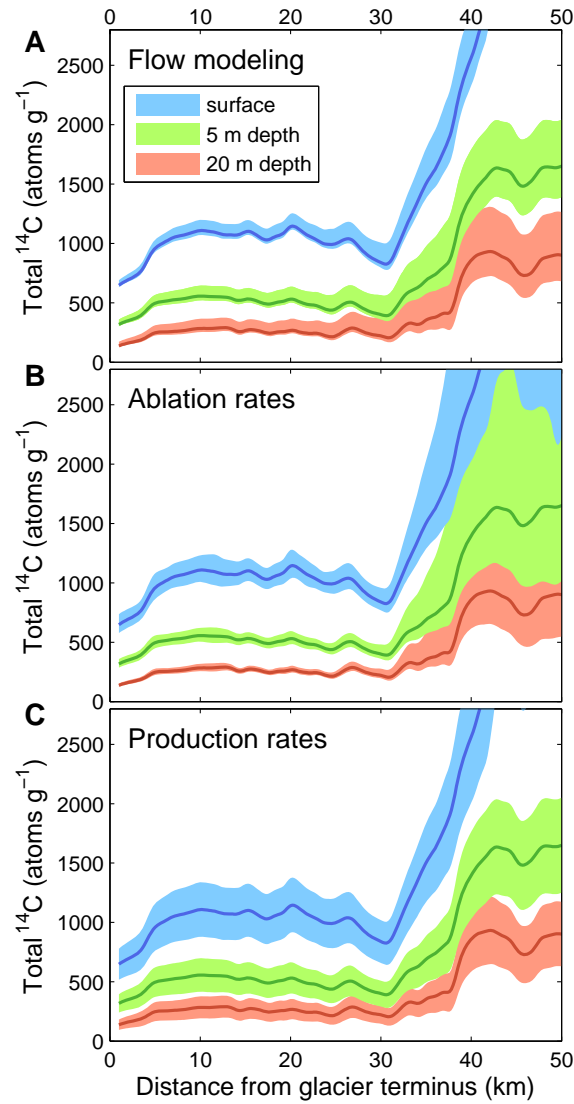 0 10 20 30 40 50
A
Flow modeling
surface
5 m depth
20 m depth
2500
2000
1500
1000
500
0
Total ¹⁴C (atoms g⁻¹)
B
Ablation rates
2500
2000
1500
1000
500
0
Total ¹⁴C (atoms g⁻¹)
C
Production rates
2500
2000
1500
1000
500
0
Total ¹⁴C (atoms g⁻¹)
0 10 20 30 40 50
Distance from glacier terminus (km)